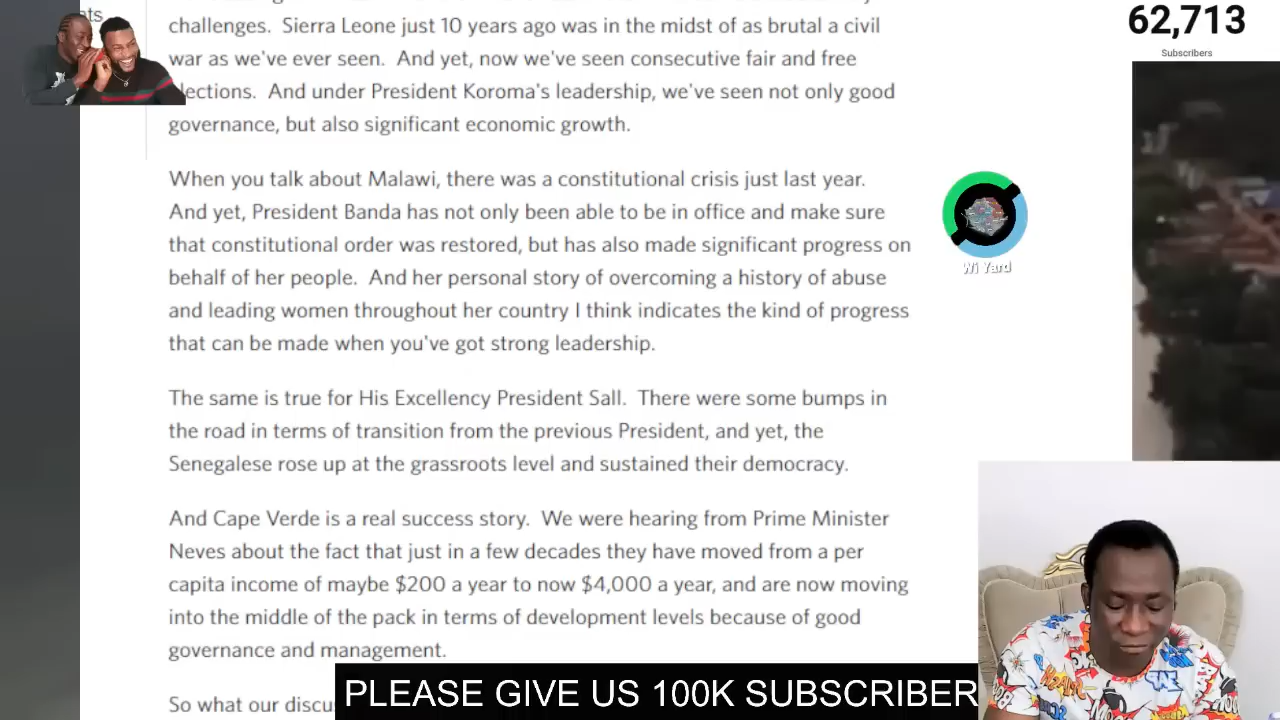 nts
62,713
Subscribers
challenges. Sierra Leone just 10 years ago was in the midst of as brutal a civil
war as we've ever seen. And yet, now we've seen consecutive fair and free
lections. And under President Koroma's leadership, we've seen not only good
governance, but also significant economic growth.
When you talk about Malawi, there was a constitutional crisis just last year.
And yet, President Banda has not only been able to be in office and make sure
that constitutional order was restored, but has also made significant progress on
behalf of her people. And her personal story of overcoming a history of abuse
and leading women throughout her country I think indicates the kind of progress
that can be made when you've got strong leadership.
Wi Yard
The same is true for His Excellency President Sall. There were some bumps in
the road in terms of transition from the previous President, and yet, the
Senegalese rose up at the grassroots level and sustained their democracy.
And Cape Verde is a real success story. We were hearing from Prime Minister
Neves about the fact that just in a few decades they have moved from a per
capita income of maybe $200 a year to now $4,000 a year, and are now moving
into the middle of the pack in terms of development levels because of good
governance and management.
So what our discu
PLEASE GIVE US 100K SUBSCRIBER